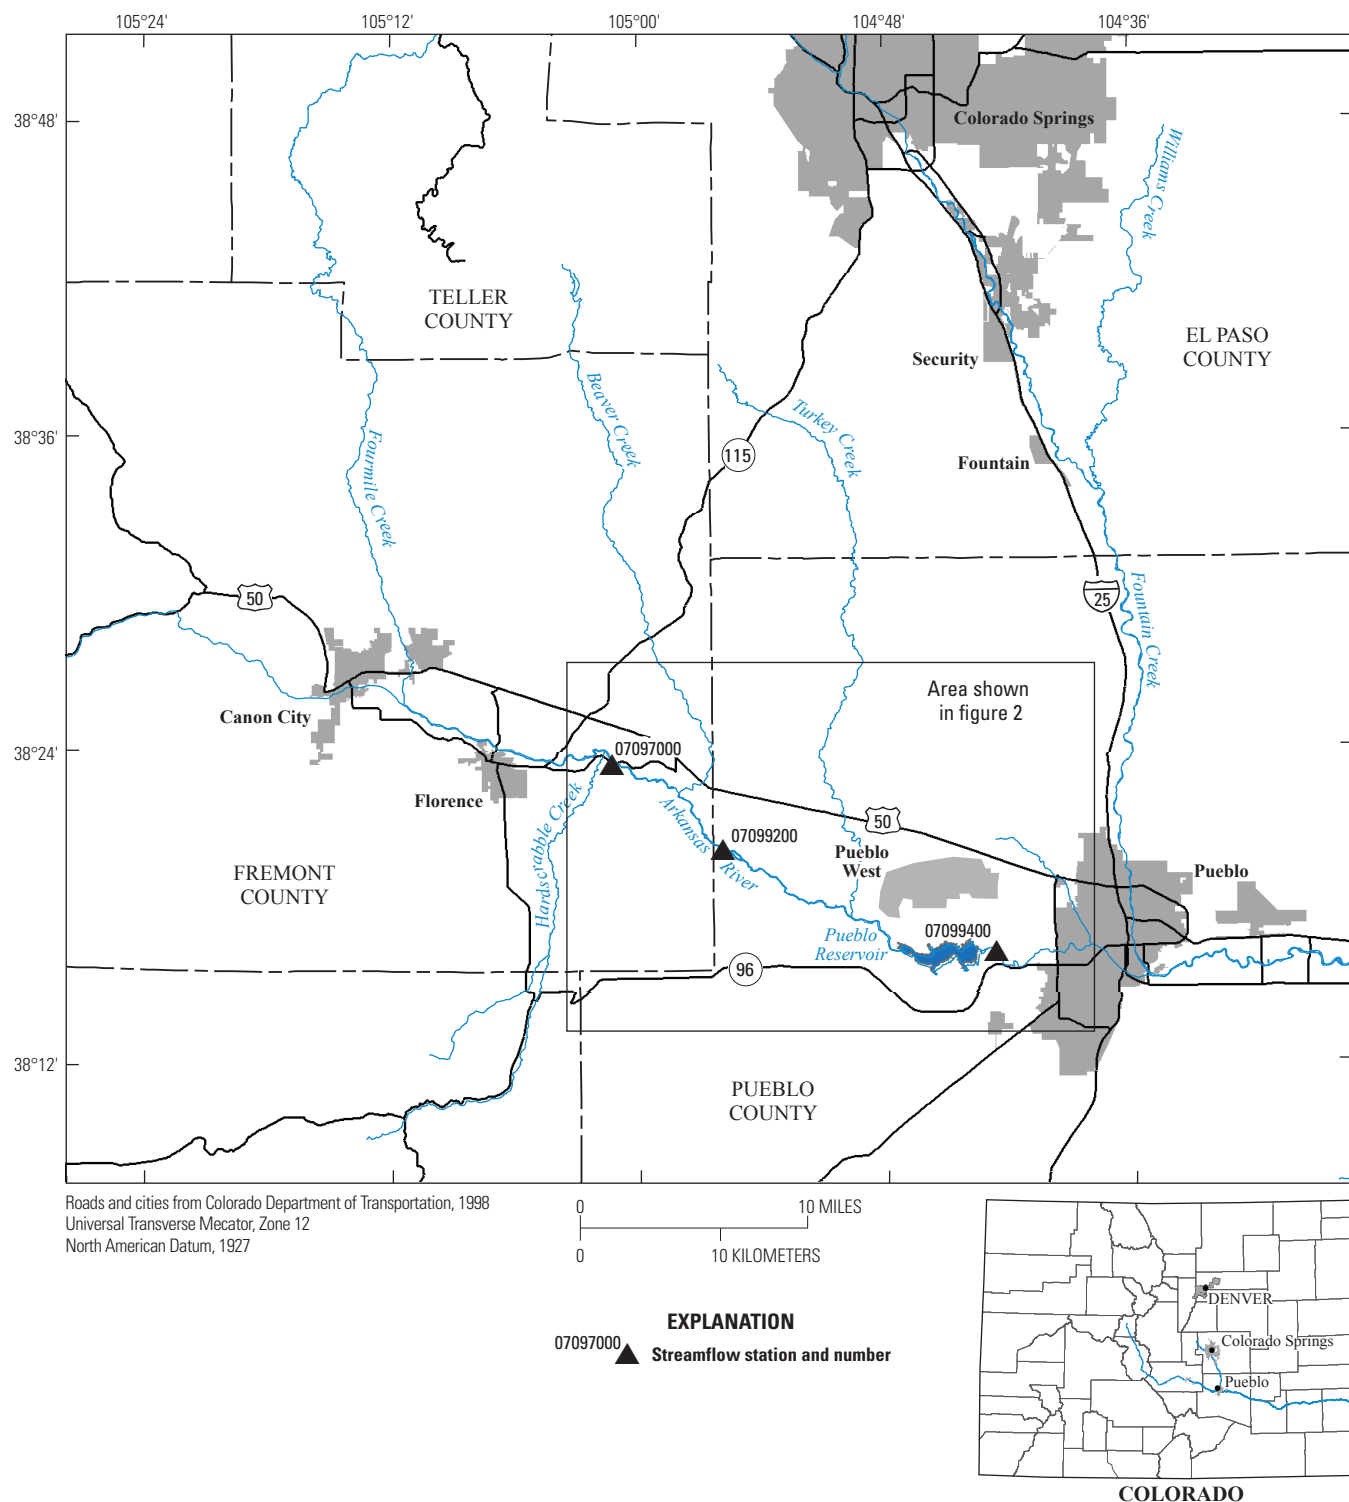 105°24'
105°12'
105°00'
104°48'
104°36'
38°48'
Colorado Springs
Williams Creek
TELLER
COUNTY
EL PASO
COUNTY
Security
Beaver Creek
Turkey Creek
38°36'
115
Fountain
Fourmile Creek
50
25
Fountain Creek
Area shown
in figure 2
Canon City
38°24'
07097000
Florence
Hardscrabble Creek
Arkansas
River
07099200
50
Pueblo
West
Pueblo
FREMONT
COUNTY
07099400
Pueblo
Reservoir
96
38°12'
PUEBLO
COUNTY
Roads and cities from Colorado Department of Transportation, 1998
Universal Transverse Mecator, Zone 12
North American Datum, 1927
0
10 MILES
0
10 KILOMETERS
EXPLANATION
07097000
Streamflow station and number
DENVER
Colorado Springs
Pueblo
COLORADO